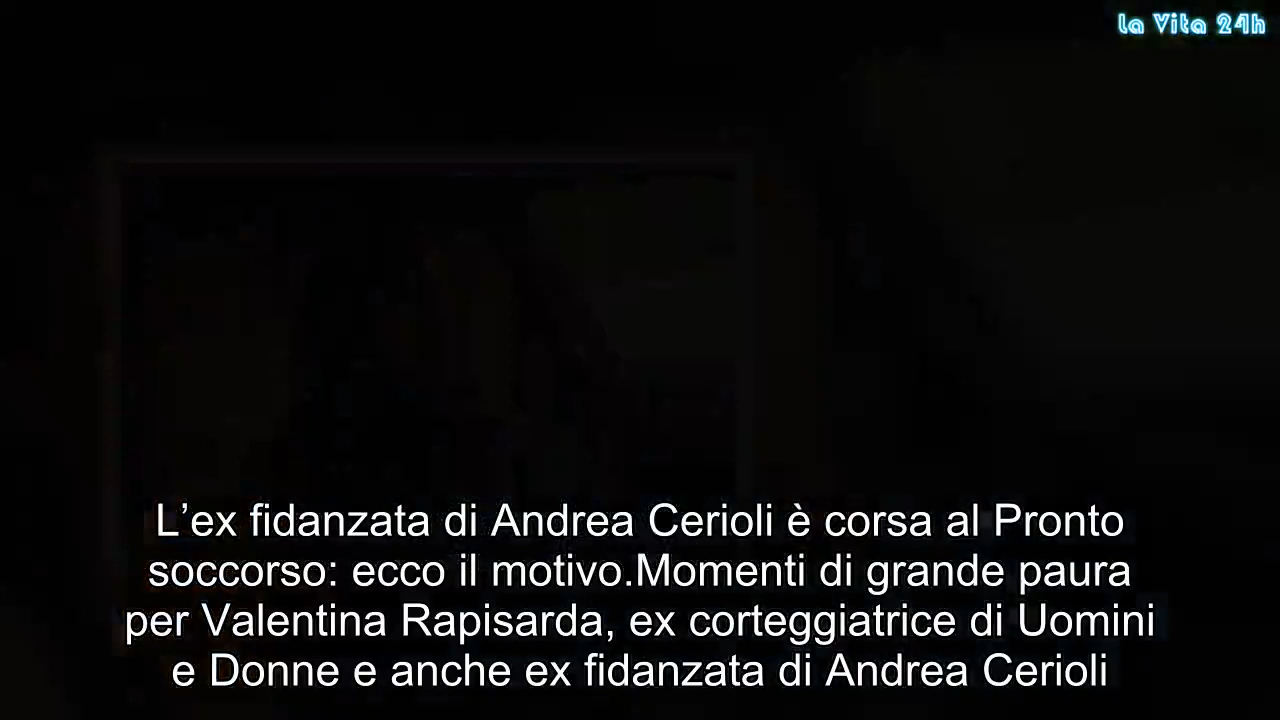 la Vita 24h
L’ex fidanzata di Andrea Cerioli è corsa al Pronto
soccorso: ecco il motivo.Momenti di grande paura
per Valentina Rapisarda, ex corteggiatrice di Uomini
e Donne e anche ex fidanzata di Andrea Cerioli